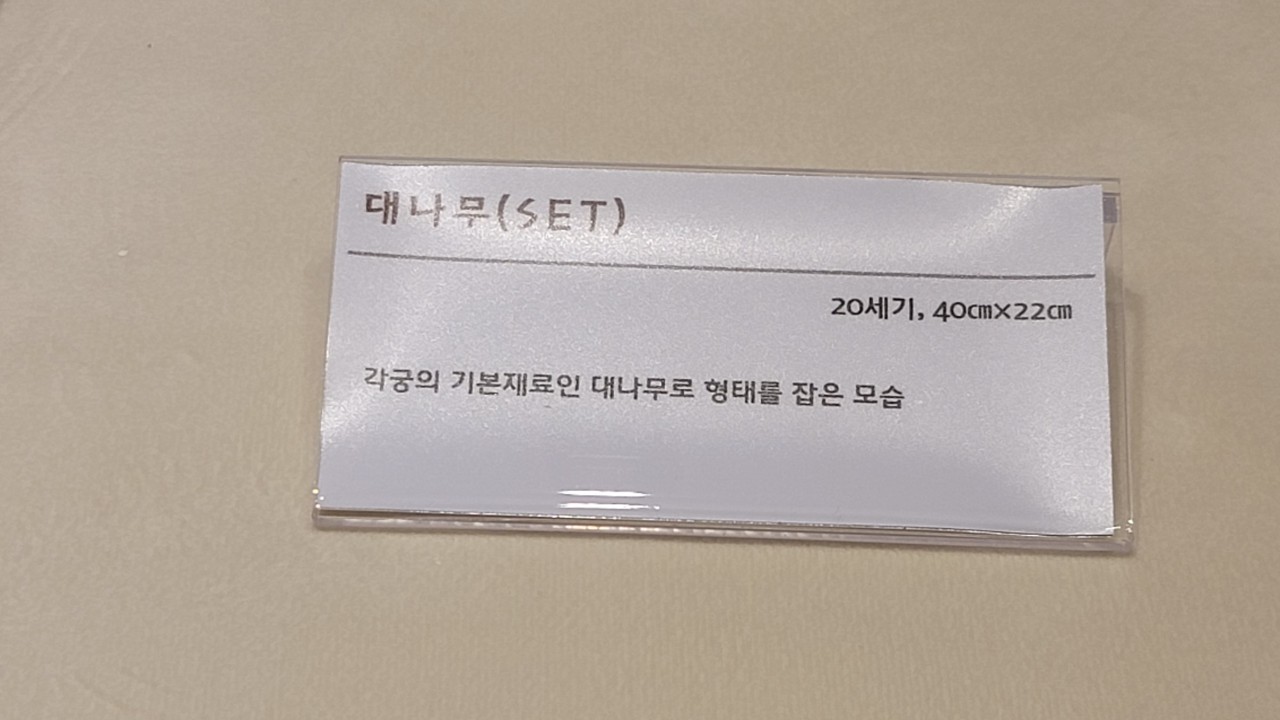 대나무(SET)
20세기, 40㎝×22㎝
각궁의 기본재료인 대나무로 형태를 잡은 모습